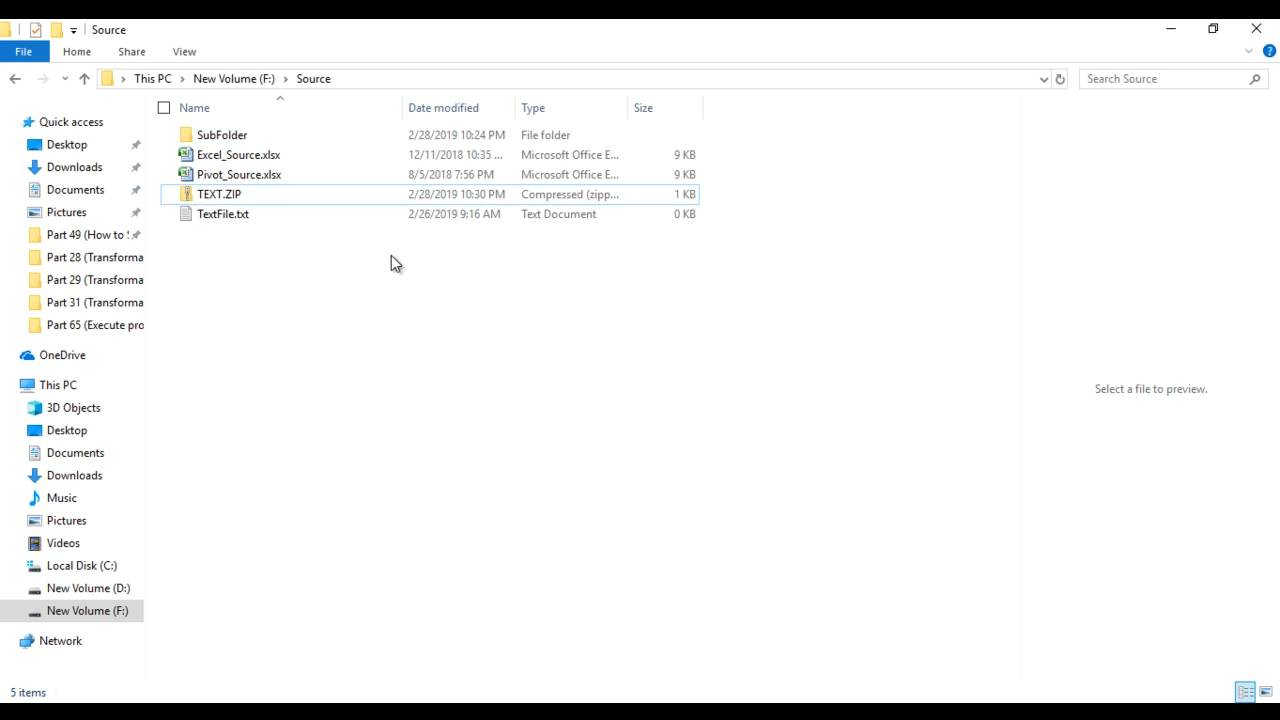 Source
File Home Share View
This PC New Volume (F:) Source Search Source
Name Date modified Type Size
SubFolder 2/28/2019 10:24 PM File folder
Excel_Source.xlsx 12/11/2018 10:35 ... Microsoft Office E... 9 KB
Pivot_Source.xlsx 8/5/2018 7:56 PM Microsoft Office E... 9 KB
TEXT.ZIP 2/28/2019 10:30 PM Compressed (zipp... 1 KB
TextFile.txt 2/26/2019 9:16 AM Text Document 0 KB
Quick access
Desktop
Downloads
Documents
Pictures
Part 49 (How to
Part 28 (Transforma
Part 29 (Transforma
Part 31 (Transforma
Part 65 (Execute pro
OneDrive
This PC
3D Objects
Desktop
Documents
Downloads
Music
Pictures
Videos
Local Disk (C:)
New Volume (D:)
New Volume (F:)
Network
Select a file to preview.
5 items